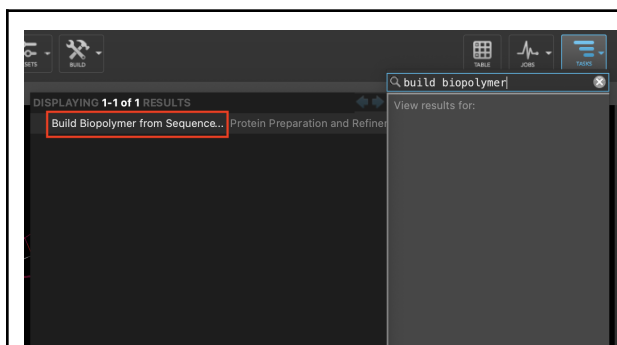 BUILD
TABLE
JOBS
TASKS
build biopolymer
DISPLAYING 1-1 of 1 RESULTS
View results for:
Build Biopolymer from Sequence... Protein Preparation and Refiner